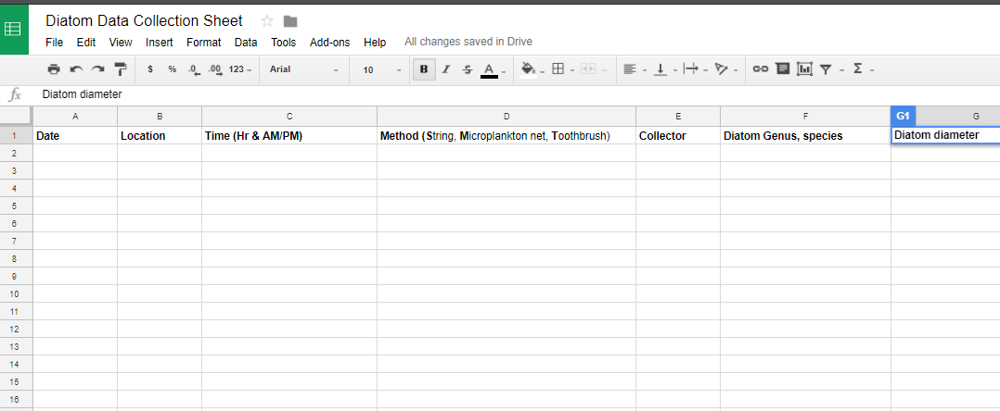 Diatom Data Collection Sheet
File Edit View Insert Format Data Tools Add-ons Help All changes saved in Drive
$ % .0 .00 123 Arial 10 B I S A Σ
fx Diatom diameter
A B C D E F G1 G
1 Date Location Time (Hr & AM/PM) Method (String, Microplankton net, Toothbrush) Collector Diatom Genus, species Diatom diameter
2
3
4
5
6
7
8
9
10
11
12
13
14
15
16